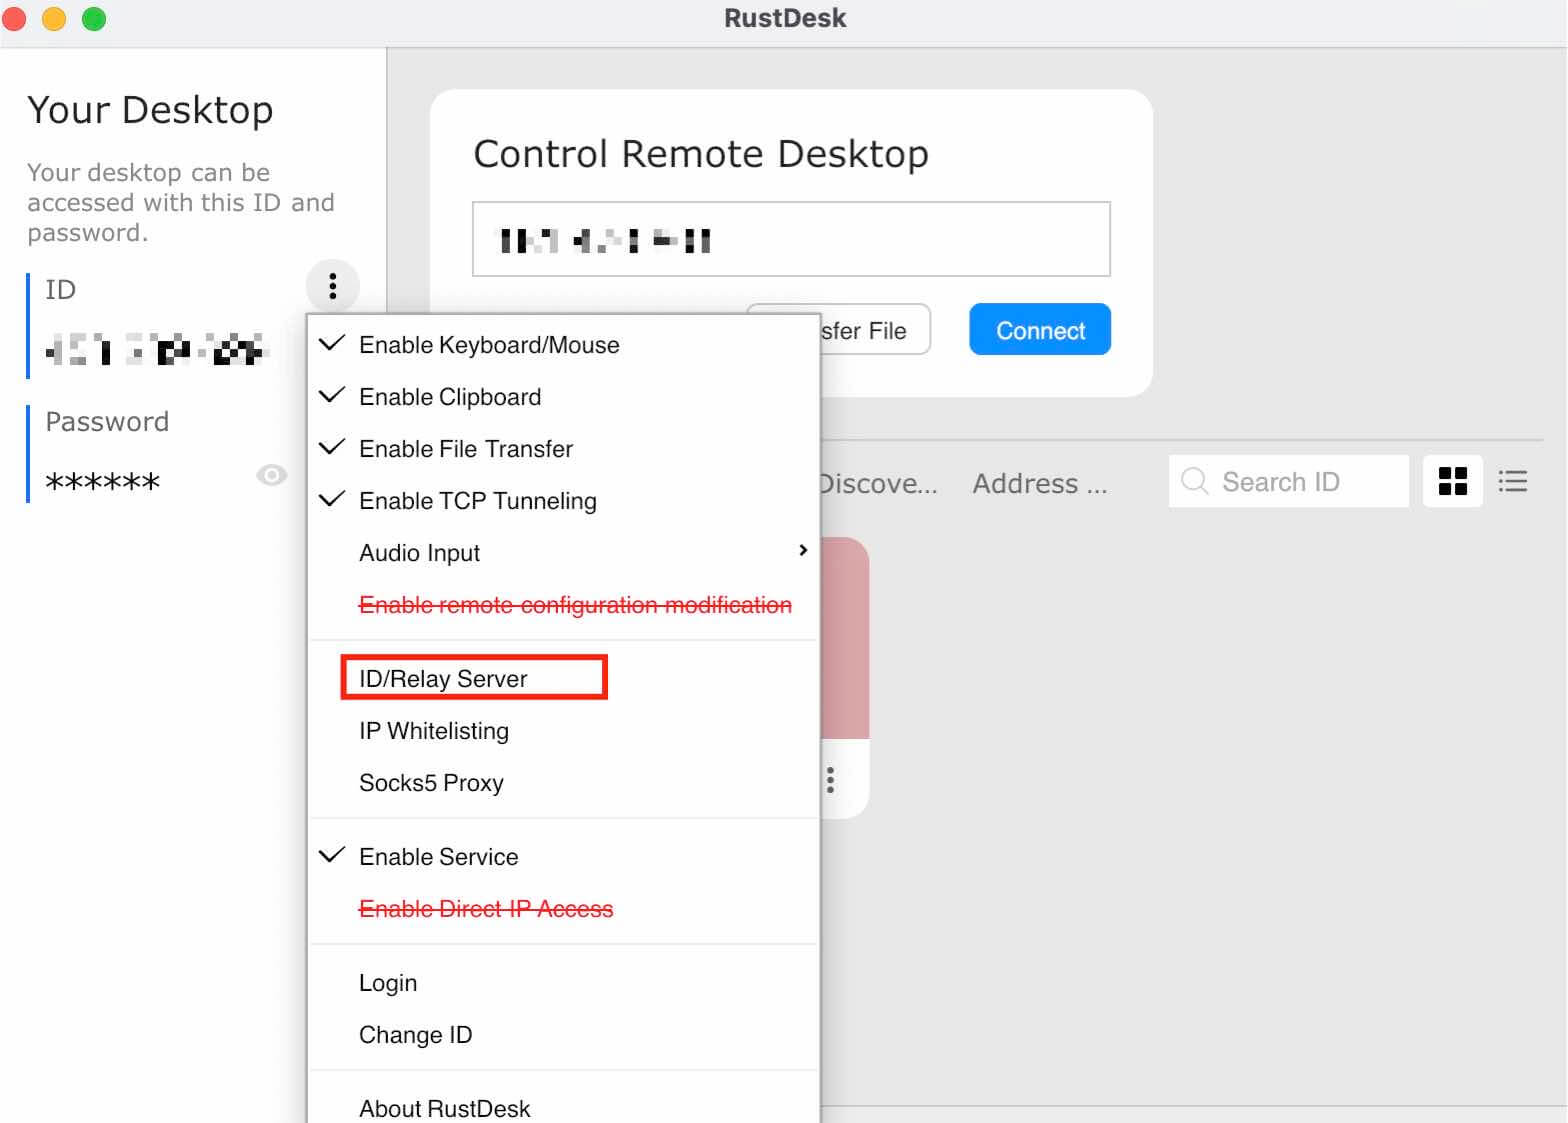 RustDesk
Your Desktop
Your desktop can be
accessed with this ID and
password.
ID
Password
******
Control Remote Desktop
sfer File
Connect
Discove...
Address ...
Search ID
Enable Keyboard/Mouse
Enable Clipboard
Enable File Transfer
Enable TCP Tunneling
Audio Input
Enable remote configuration modification
ID/Relay Server
IP Whitelisting
Socks5 Proxy
Enable Service
Enable Direct IP Access
Login
Change ID
About RustDesk